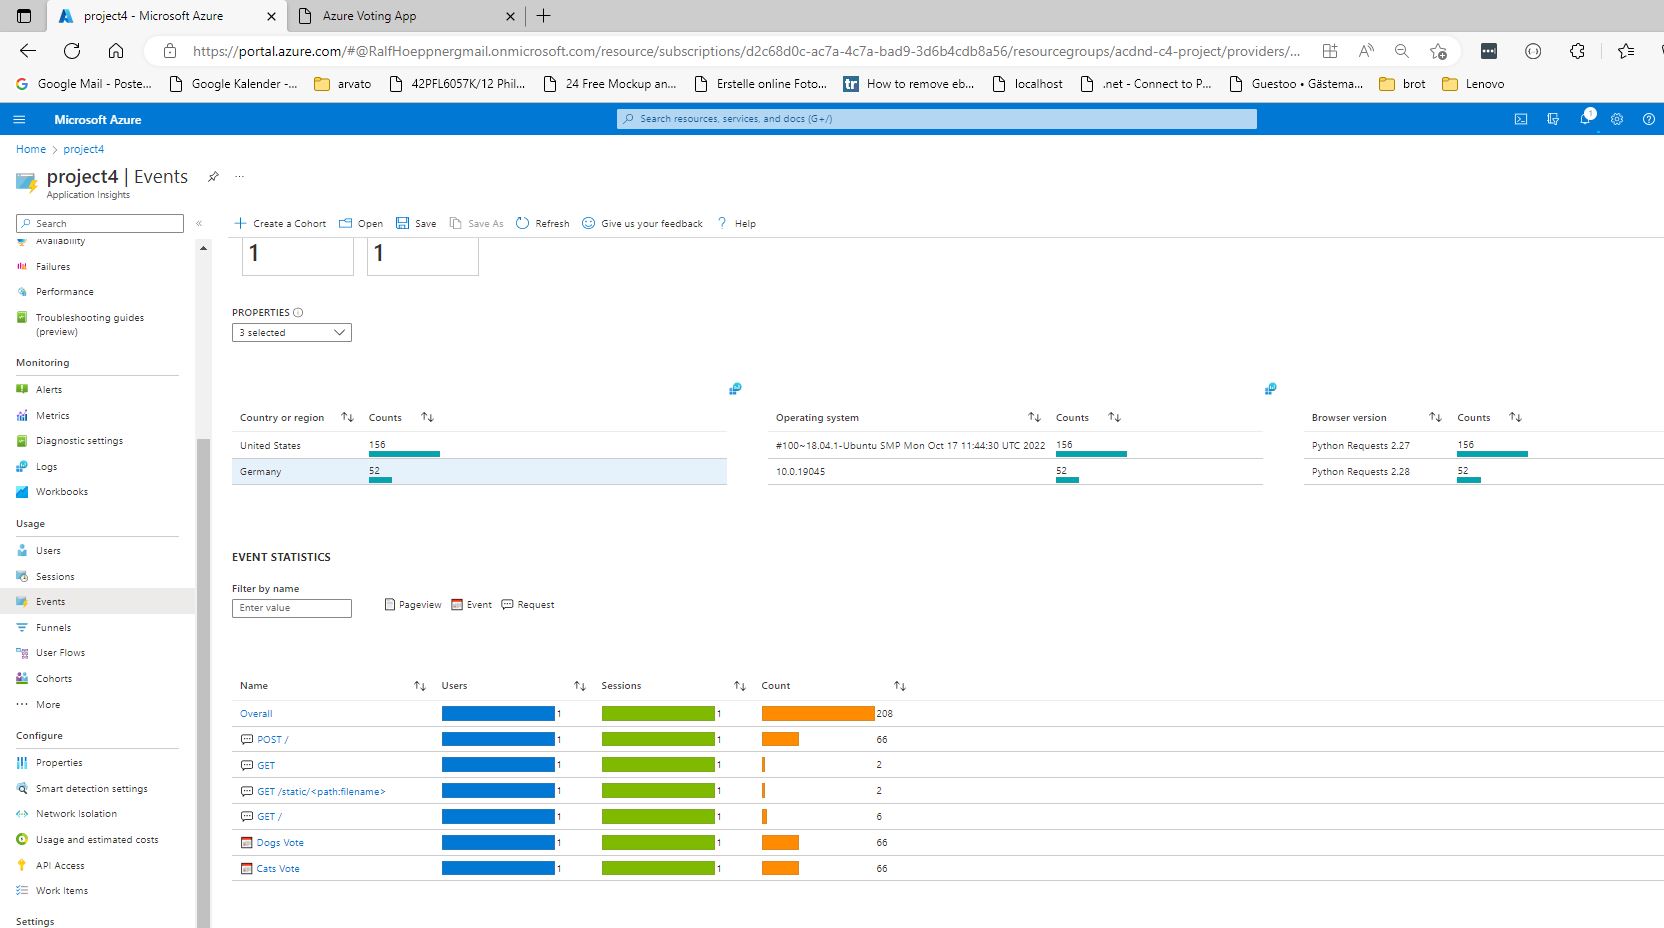 project4 - Microsoft Azure
Azure Voting App
https://portal.azure.com/#@RalfHoeppnergmail.onmicrosoft.com/resource/subscriptions/d2c68d0c-ac7a-4c7a-bad9-3d6b4cdb8a56/resourcegroups/acdnd-c4-project/providers/...
Google Mail - Poste... Google Kalender -... arvato 42PFL6057K/12 Phil... 24 Free Mockup an... Erstelle online Foto... tr How to remove eb... localhost .net - Connect to P... Guestoo • Gästema... brot Lenovo
Microsoft Azure
Search resources, services, and docs (G+/)
1
Home > project4
project4 | Events ...
Application Insights
Search «
Create a Cohort Open Save Save As Refresh Give us your feedback ? Help
Availability
Failures
Performance
Troubleshooting guides
(preview)
Monitoring
Alerts
Metrics
Diagnostic settings
Logs
Workbooks
Usage
Users
Sessions
Events
Funnels
User Flows
Cohorts
More
Configure
Properties
Smart detection settings
Network Isolation
Usage and estimated costs
API Access
Work Items
Settings
1 1
PROPERTIES
3 selected
Country or region Counts
United States 156
Germany 52
Operating system Counts
#100~18.04.1-Ubuntu SMP Mon Oct 17 11:44:30 UTC 2022 156
10.0.19045 52
Browser version Counts
Python Requests 2.27 156
Python Requests 2.28 52
EVENT STATISTICS
Filter by name
Enter value
Pageview Event Request
Name Users Sessions Count
Overall 1 1 208
POST / 1 1 66
GET 1 1 2
GET /static/<path:filename> 1 1 2
GET / 1 1 6
Dogs Vote 1 1 66
Cats Vote 1 1 66